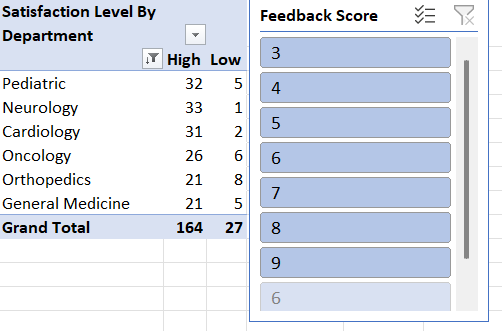 Satisfaction Level By
Department
High Low
Pediatric 32 5
Neurology 33 1
Cardiology 31 2
Oncology 26 6
Orthopedics 21 8
General Medicine 21 5
Grand Total 164 27
Feedback Score
3
4
5
6
7
8
9
6